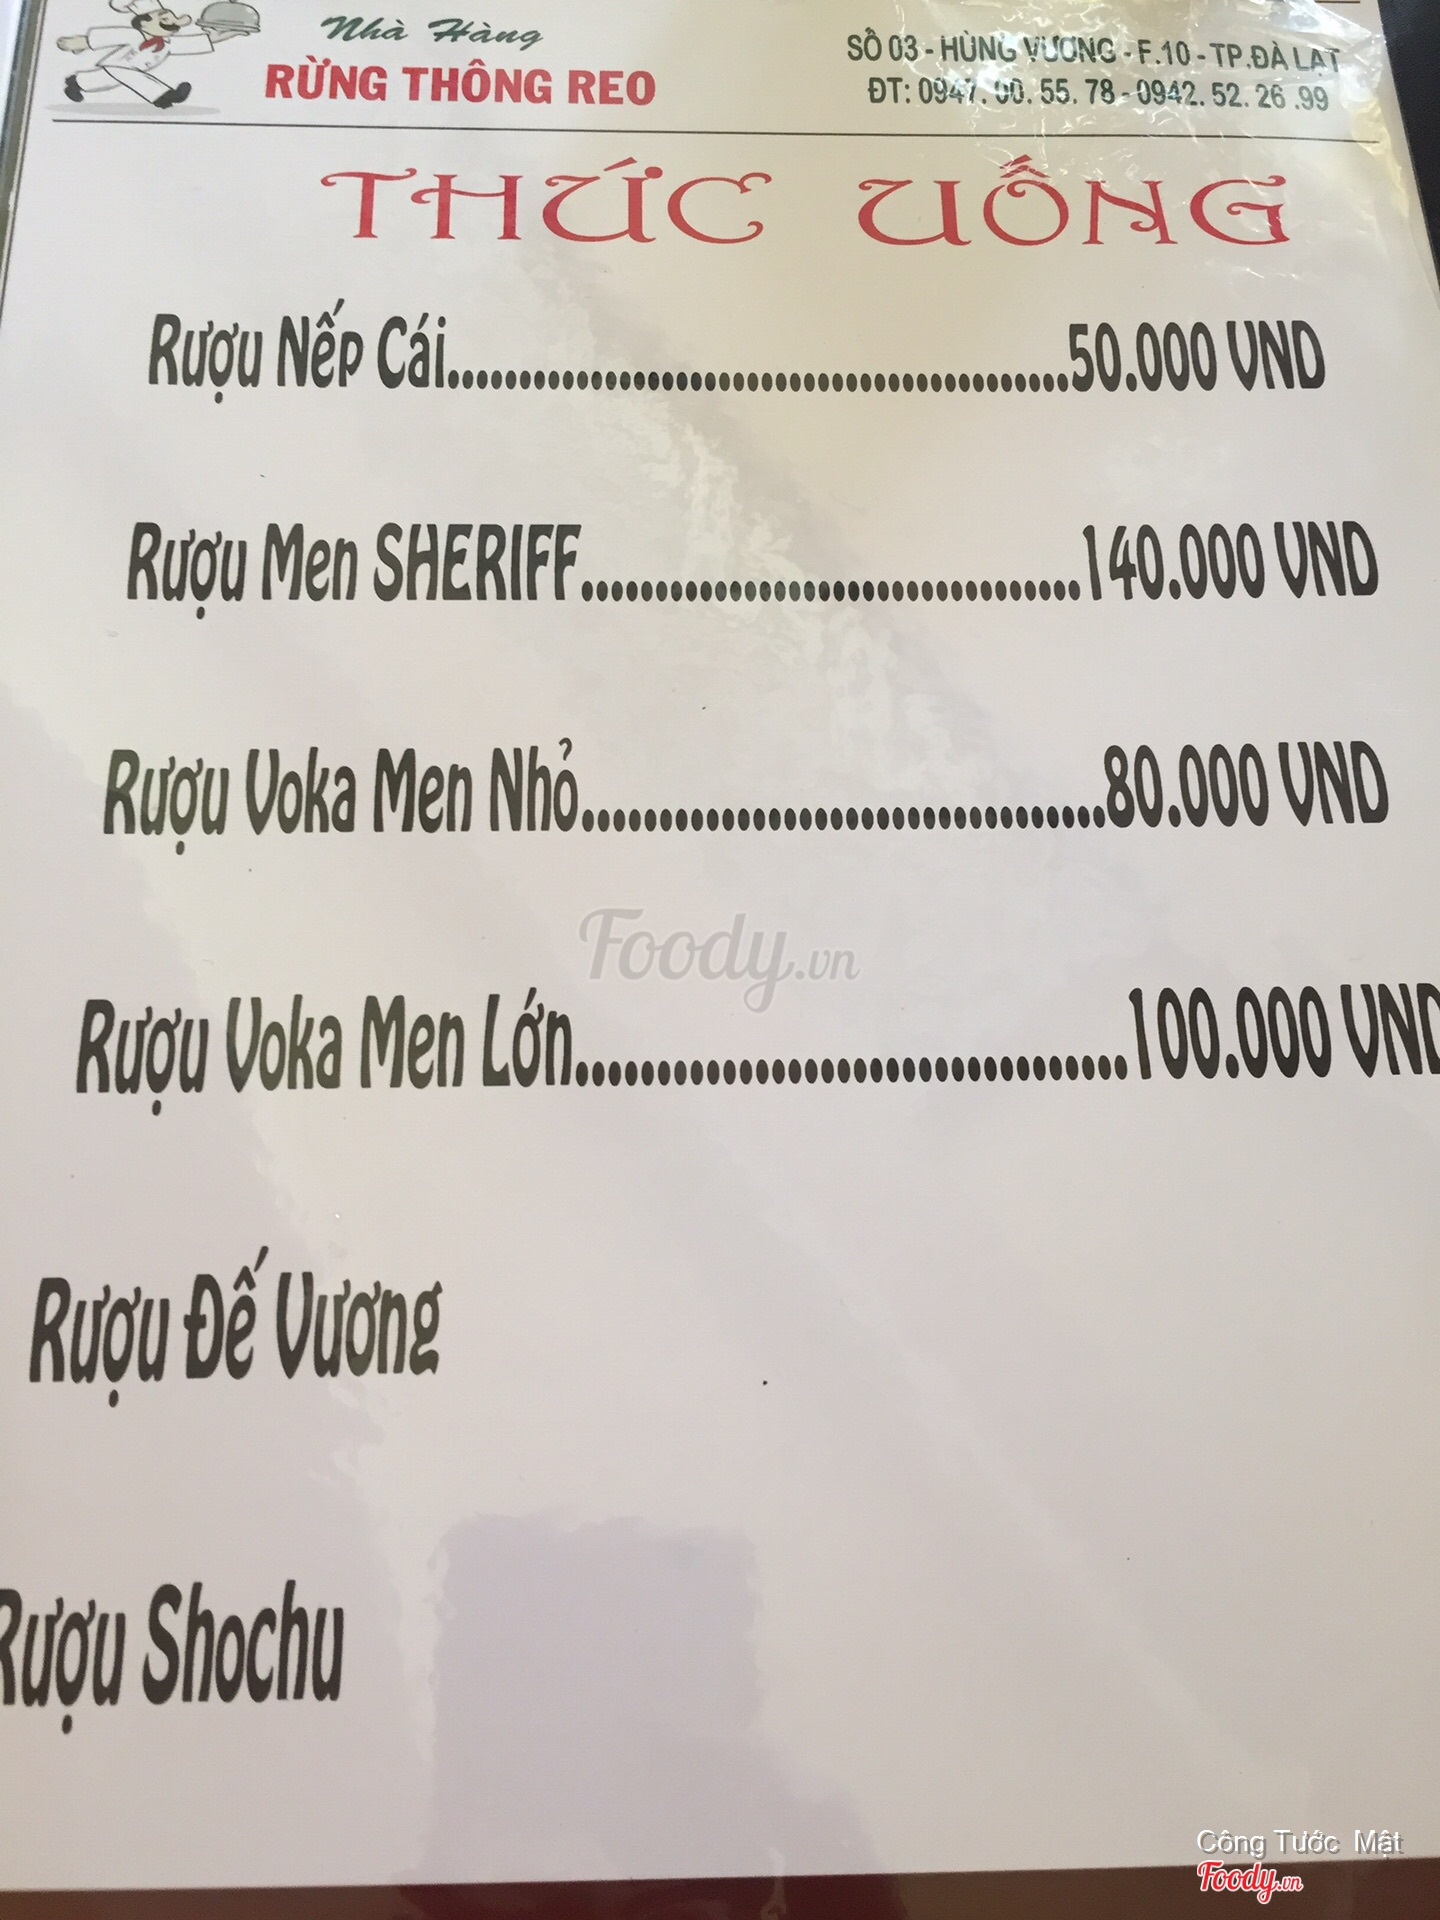 Nhà Hàng
RỪNG THÔNG REO
SỐ 03 - HÙNG VƯƠNG - F.10 - TP.ĐÀ LẠT
ĐT: 0947. 00. 55. 78 - 0942. 52. 26 .99
THỨC UỐNG
Rượu Nếp Cái..........................................50.000 VND
Rượu Men SHERIFF..................................140.000 VND
Rượu Voka Men Nhỏ..................................80.000 VND
Foody.vn
Rượu Voka Men Lớn..................................100.000 VND
Rượu Đế Vương
Rượu Shochu
Công Tước Mật
Foody.vn